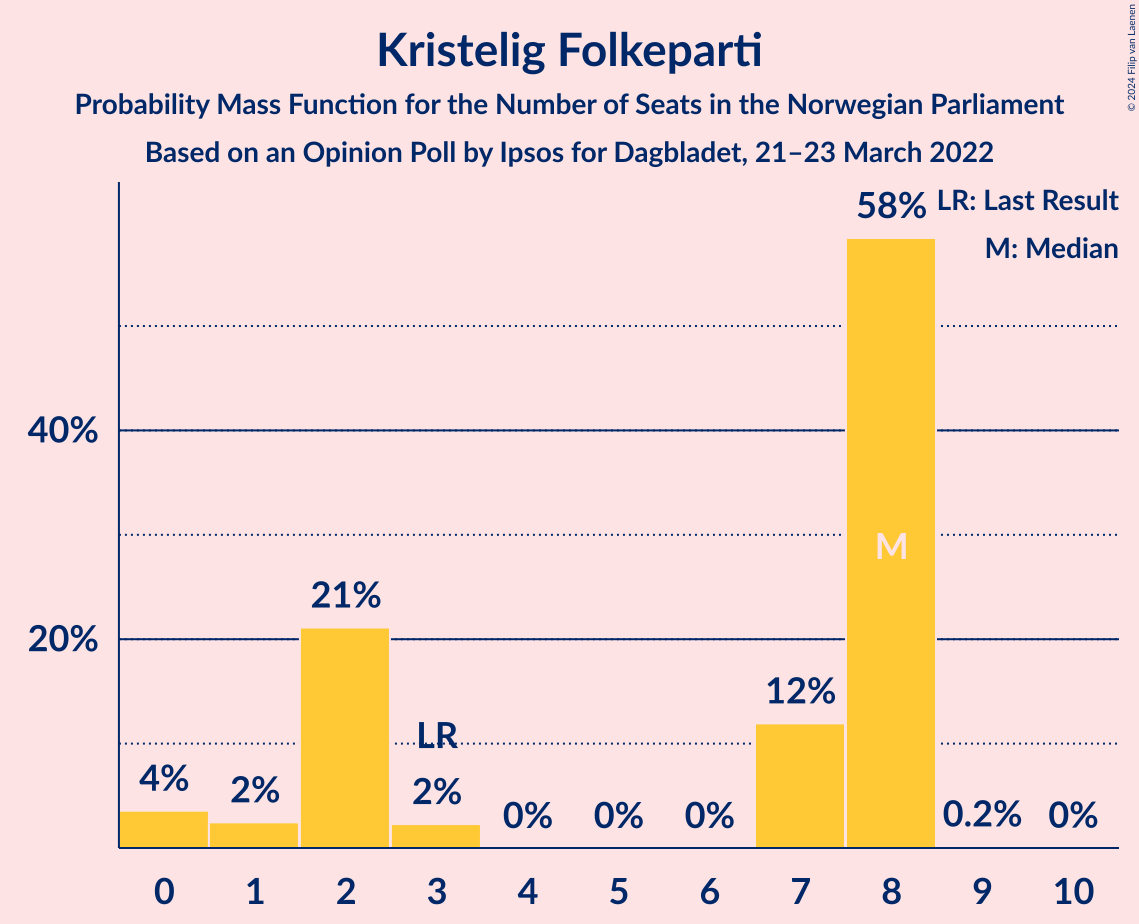 Kristelig Folkeparti
Probability Mass Function for the Number of Seats in the Norwegian Parliament
Based on an Opinion Poll by Ipsos for Dagbladet, 21–23 March 2022
© 2024 Filip van Laenen
58%
LR: Last Result
M: Median
40%
M
21%
20%
12%
LR
4%
2%
2%
0%
0%
0%
0.2%
0%
0 1 2 3 4 5 6 7 8 9 10